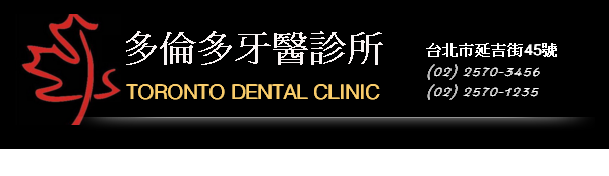 多倫多牙醫診所
TORONTO DENTAL CLINIC
台北市延吉街45號
(02) 2570-3456
(02) 2570-1235